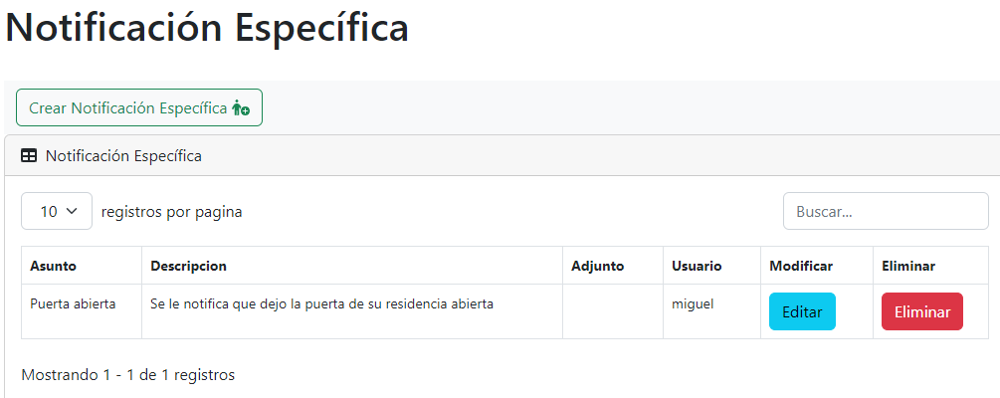 Notificación Específica
Crear Notificación Específica
Notificación Específica
10 registros por pagina Buscar...
Asunto Descripcion Adjunto Usuario Modificar Eliminar
Puerta abierta Se le notifica que dejo la puerta de su residencia abierta miguel Editar Eliminar
Mostrando 1 - 1 de 1 registros